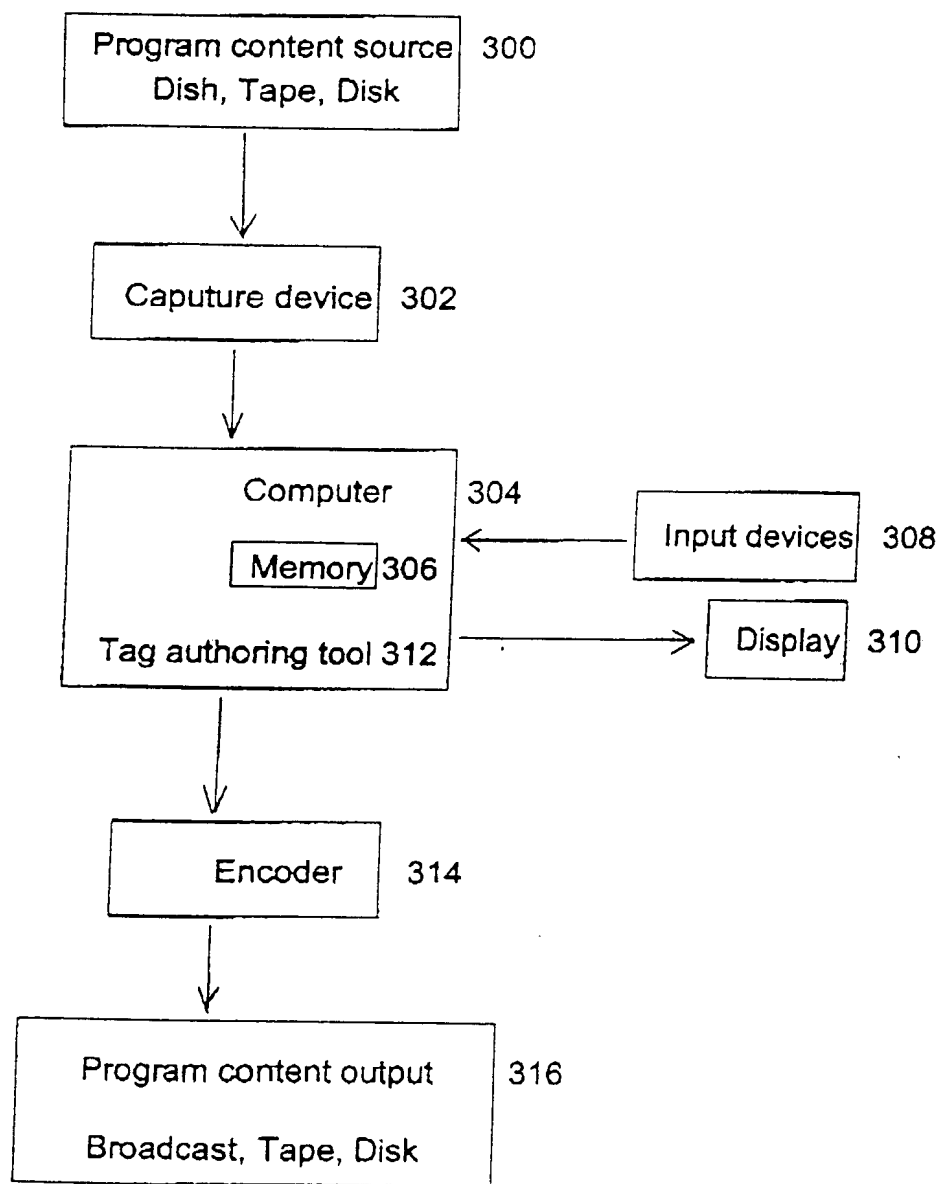 Program content source 300
Dish, Tape, Disk
Caputure device 302
Computer 304
Input devices 308
Memory 306
Tag authoring tool 312
Display 310
Encoder 314
Program content output 316
Broadcast, Tape, Disk